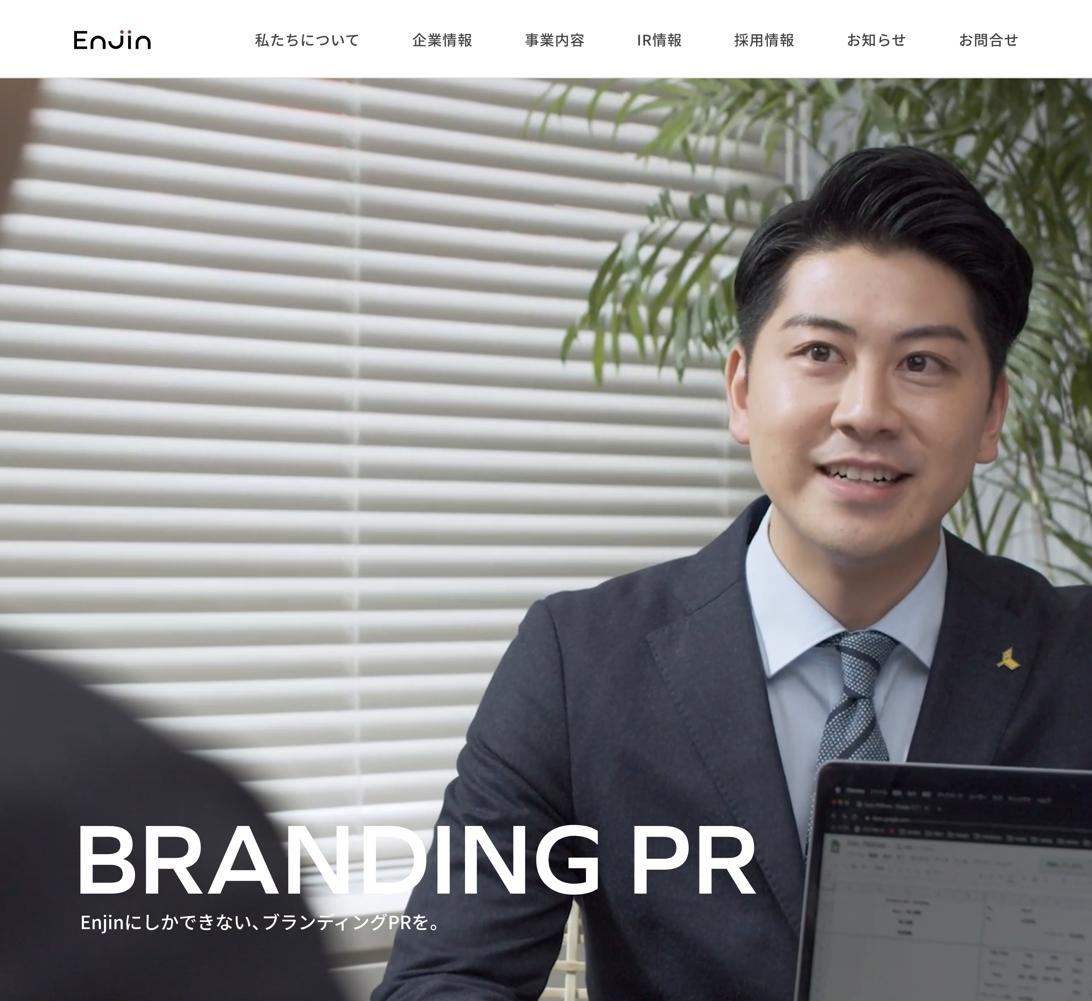 Enjin
私たちについて
企業情報
事業内容
IR情報
採用情報
お知らせ
お問合せ
BRANDING PR
Enjinにしかできない、ブランディングPRを。